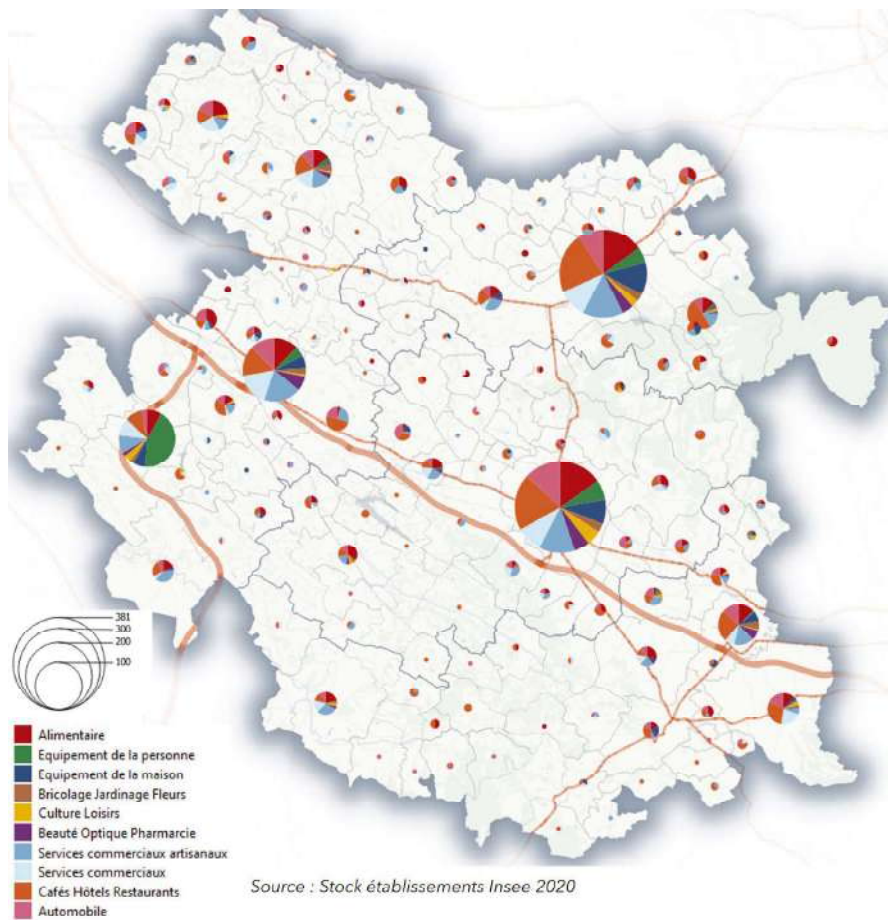 381
300
200
100
Alimentaire
Equipement de la personne
Equipement de la maison
Bricolage Jardinage Fleurs
Culture Loisirs
Beauté Optique Pharmarcie
Services commerciaux artisanaux
Services commerciaux
Cafés Hôtels Restaurants
Automobile
Source : Stock établissements Insee 2020